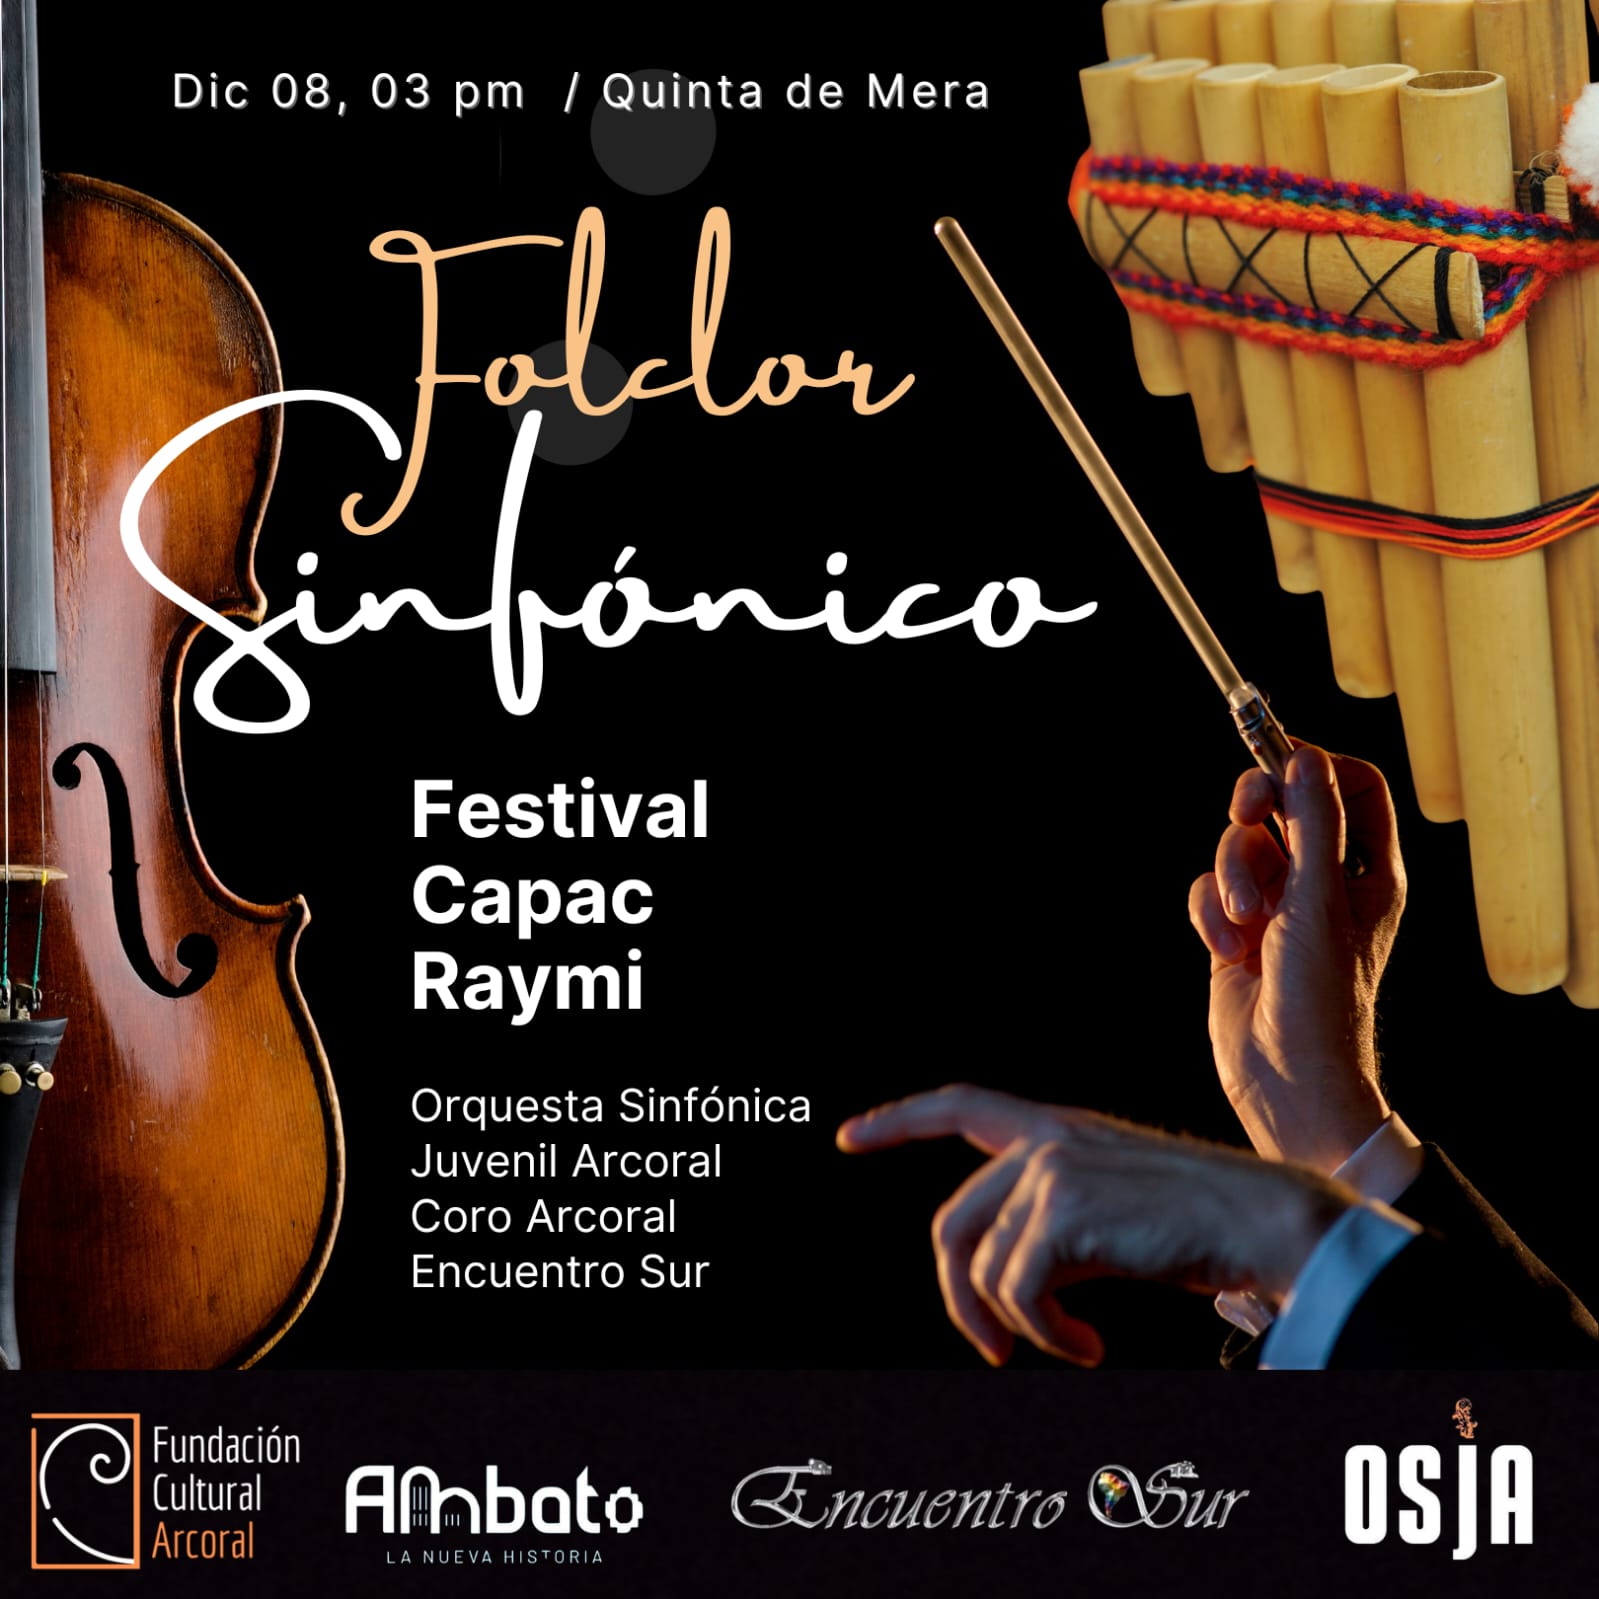 Dic 08, 03 pm / Quinta de Mera
Folclor
Sinfónico
Festival
Capac
Raymi
Orquesta Sinfónica
Juvenil Arcoral
Coro Arcoral
Encuentro Sur
Fundación
Cultural
Arcoral
Ambato
LA NUEVA HISTORIA
Encuentro Sur
OSJA